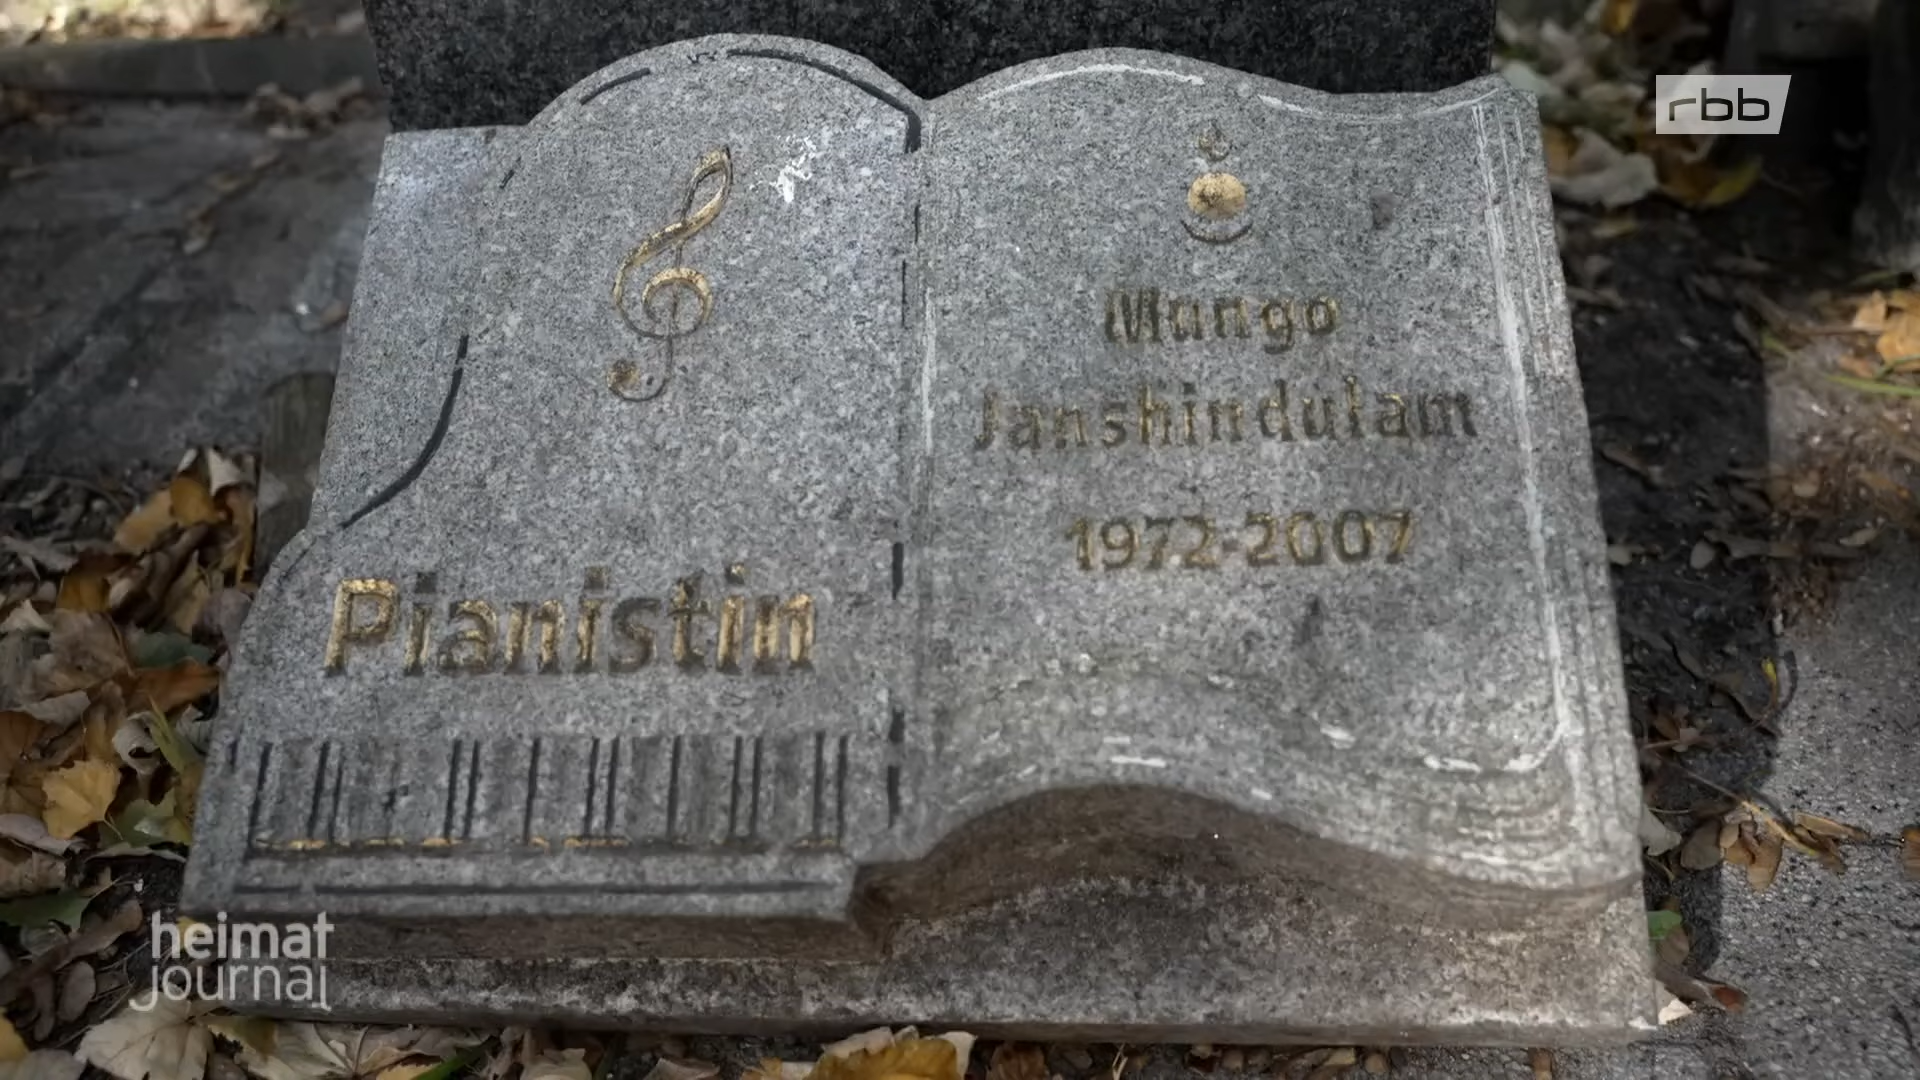 rbb
Pianistin
Mungo
Janshindulam
1972-2007
heimat
journal